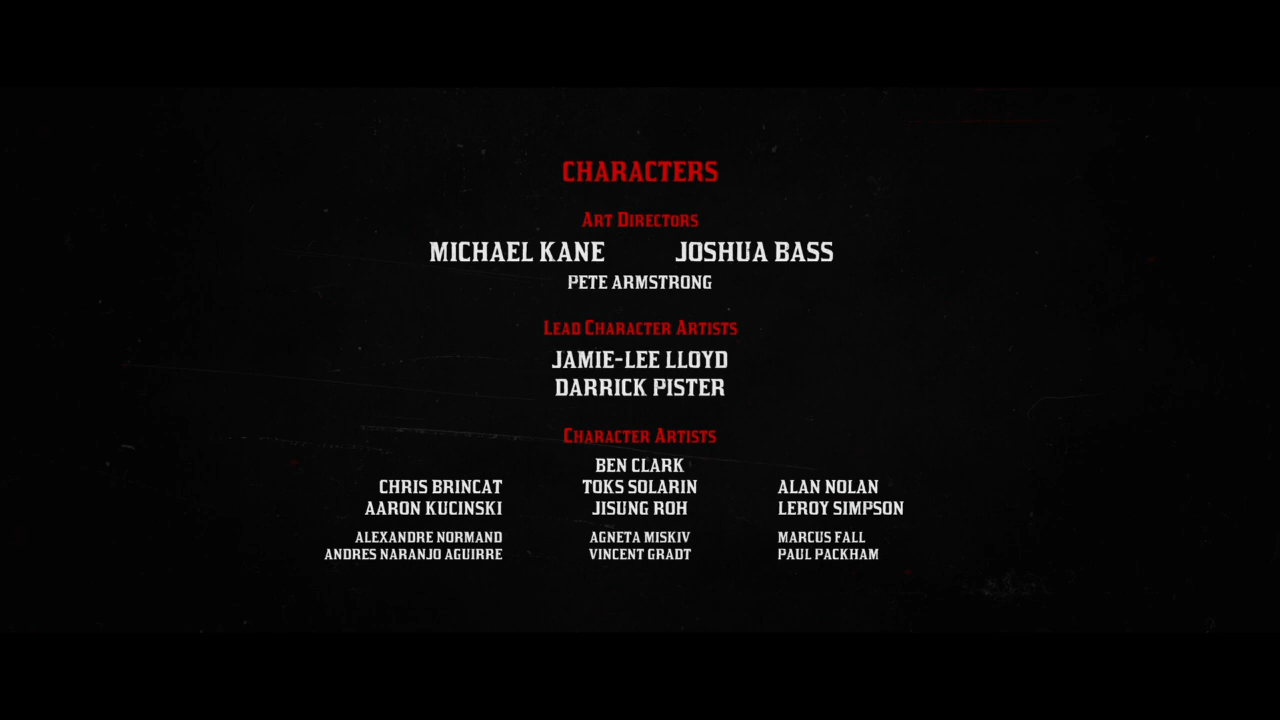 CHARACTERS
ART DIRECTORS
MICHAEL KANE JOSHUA BASS
PETE ARMSTRONG
LEAD CHARACTER ARTISTS
JAMIE-LEE LLOYD
DARRICK PISTER
CHARACTER ARTISTS
BEN CLARK
CHRIS BRINCAT TOKS SOLARIN ALAN NOLAN
AARON KUCINSKI JISUNG ROH LEROY SIMPSON
ALEXANDRE NORMAND AGNETA MISKIV MARCUS FALL
ANDRES NARANJO AGUIRRE VINCENT GRADT PAUL PACKHAM